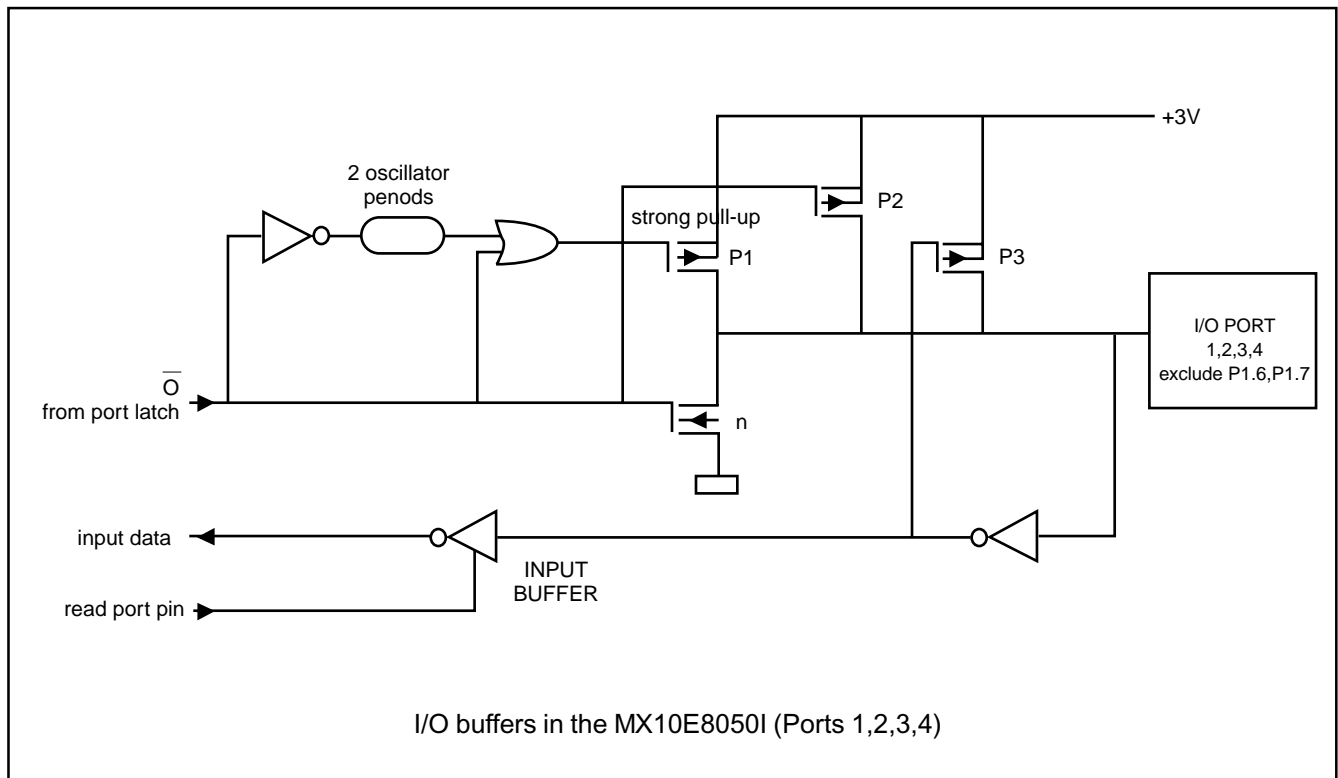 +3V
2 oscillator
penods
P2
strong pull-up
P1
P3
I/O PORT
1,2,3,4
exclude P1.6,P1.7
O̅
from port latch
n
input data
INPUT
BUFFER
read port pin
I/O buffers in the MX10E8050I (Ports 1,2,3,4)